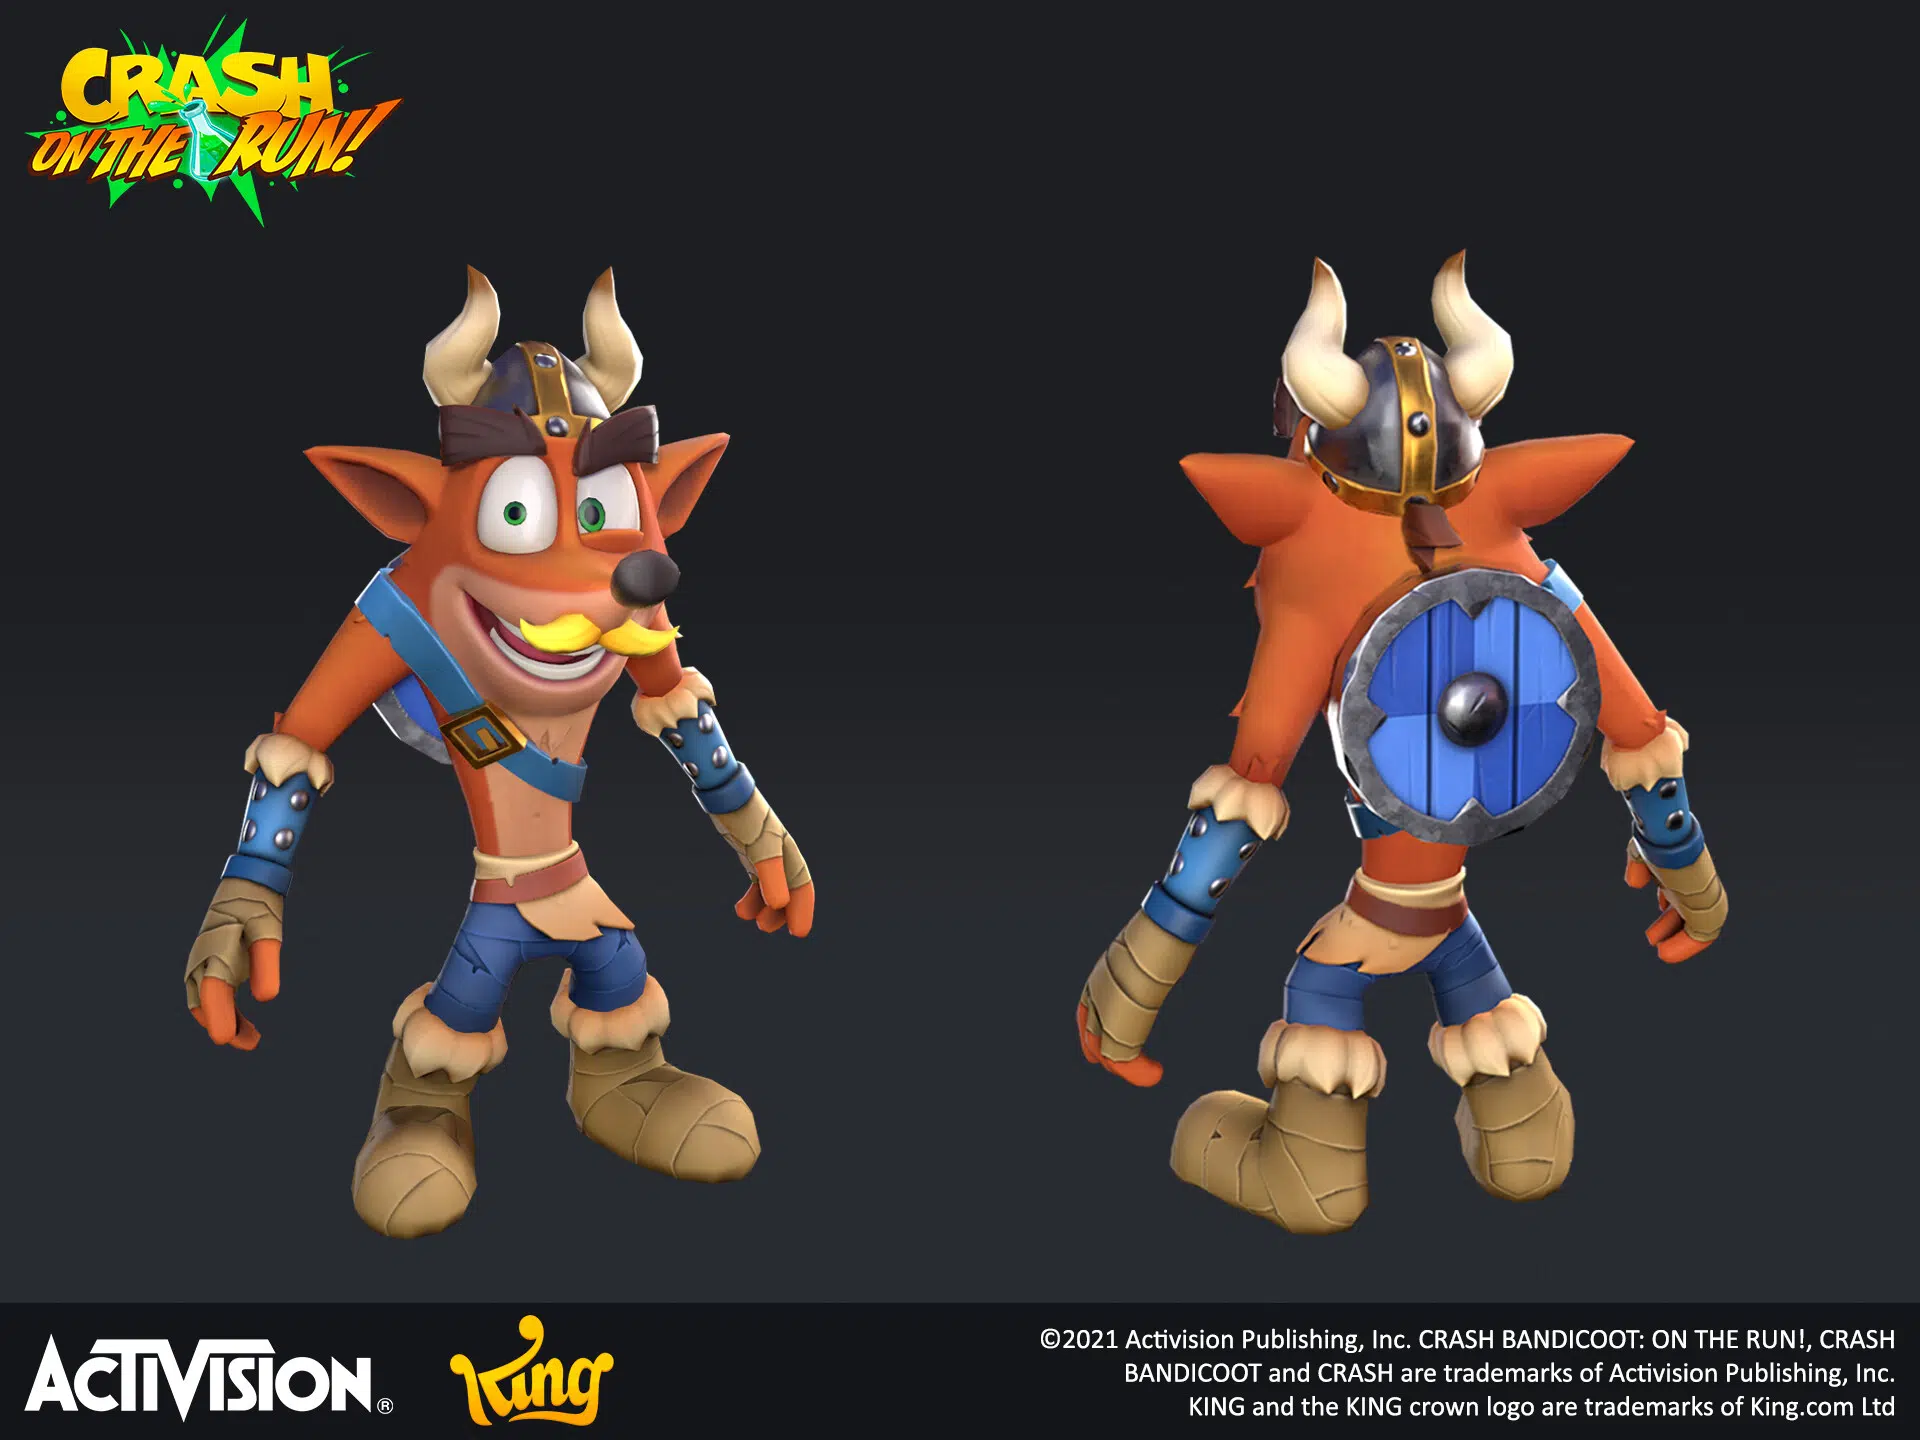 CRASH
ON THE RUN!
ACTIVISION®
King
©2021 Activision Publishing, Inc. CRASH BANDICOOT: ON THE RUN!, CRASH
BANDICOOT and CRASH are trademarks of Activision Publishing, Inc.
KING and the KING crown logo are trademarks of King.com Ltd